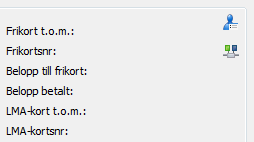 Frikort t.o.m.:
Frikortsnr:
Belopp till frikort:
Belopp betalt:
LMA-kort t.o.m.:
LMA-kortsnr: